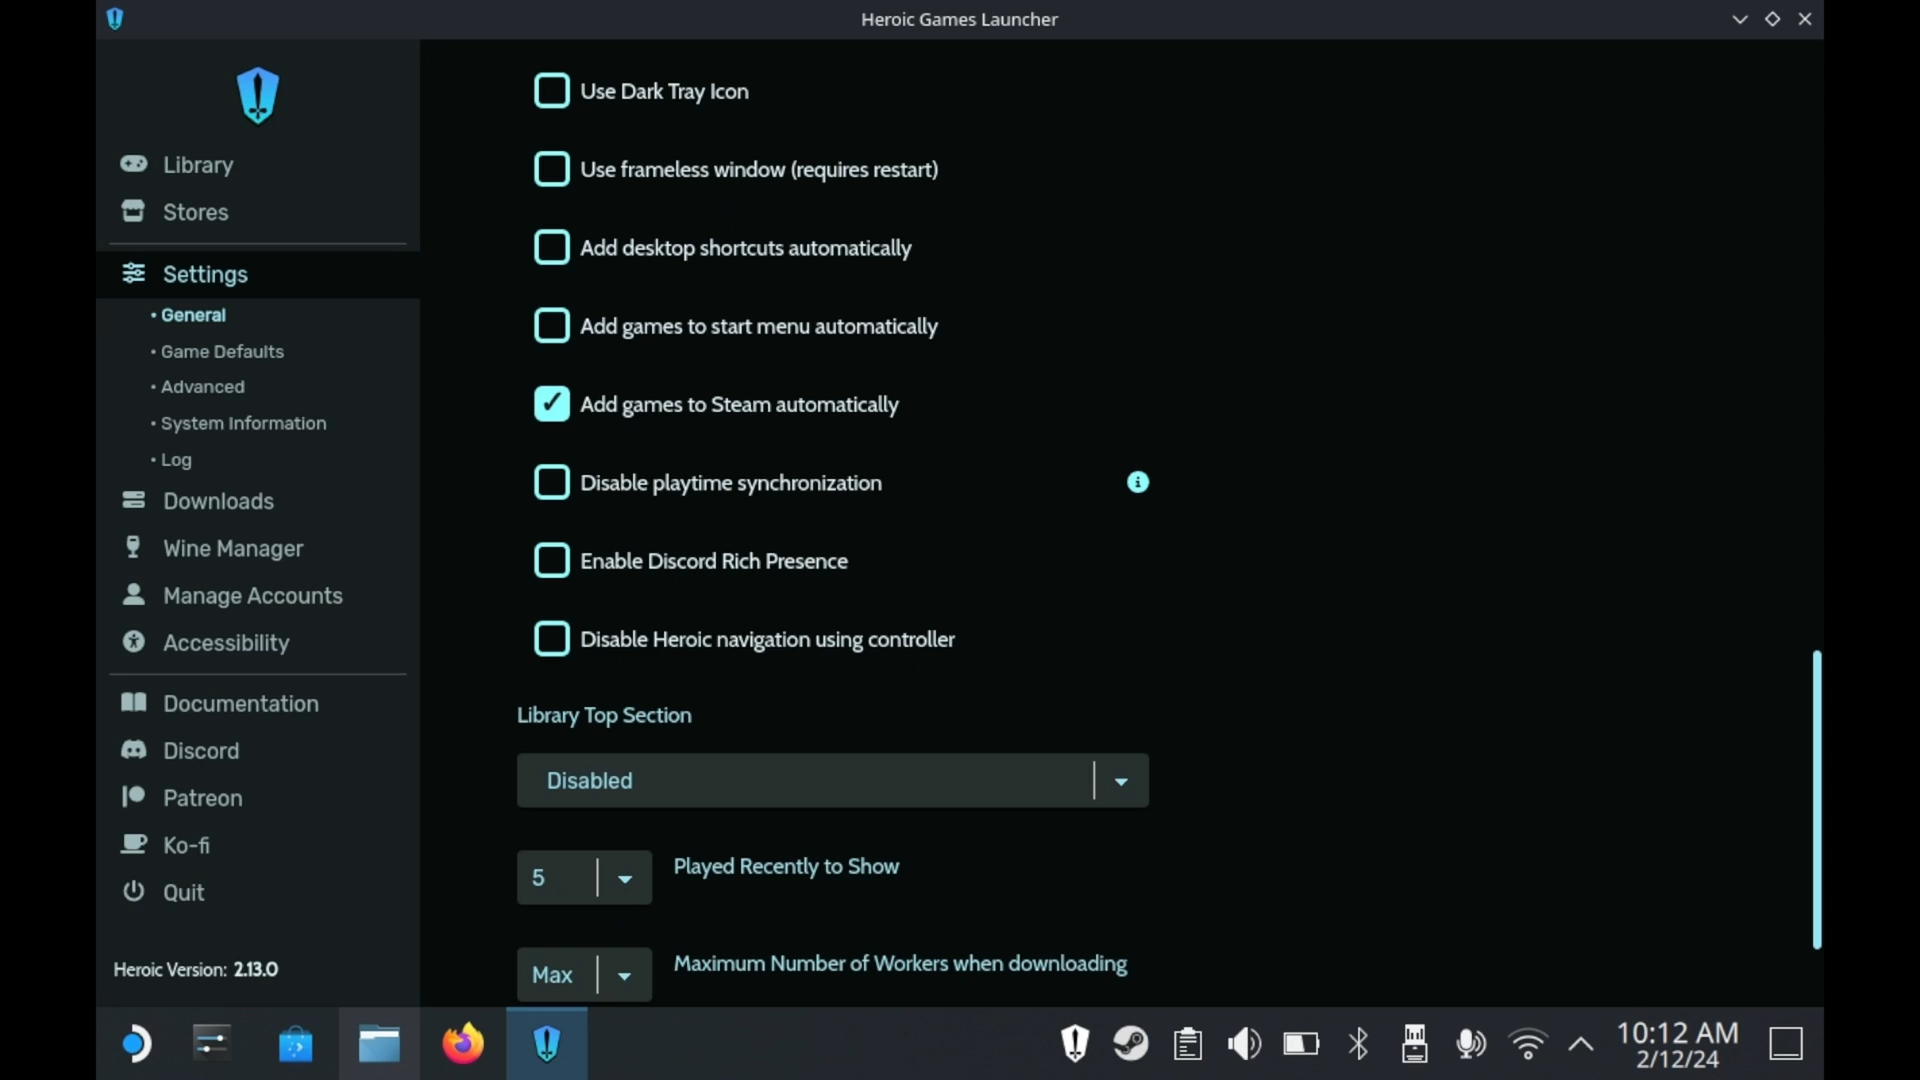 Heroic Games Launcher
Library
Stores
Settings
• General
• Game Defaults
• Advanced
• System Information
• Log
Downloads
Wine Manager
Manage Accounts
Accessibility
Documentation
Discord
Patreon
Ko-fi
Quit
Heroic Version: 2.13.0
Use Dark Tray Icon
Use frameless window (requires restart)
Add desktop shortcuts automatically
Add games to start menu automatically
Add games to Steam automatically
Disable playtime synchronization
Enable Discord Rich Presence
Disable Heroic navigation using controller
Library Top Section
Disabled
5 Played Recently to Show
Max Maximum Number of Workers when downloading
10:12 AM
2/12/24